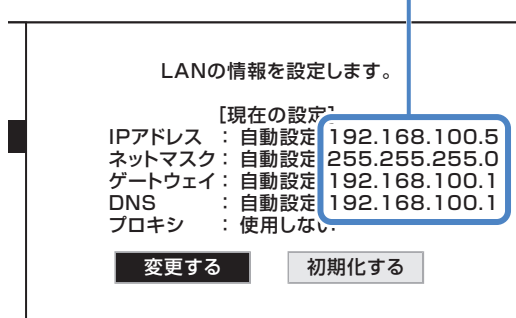 LANの情報を設定します。
[現在の設定]
IPアドレス : 自動設定 192.168.100.5
ネットマスク : 自動設定 255.255.255.0
ゲートウェイ : 自動設定 192.168.100.1
DNS : 自動設定 192.168.100.1
プロキシ : 使用しない
変更する 初期化する